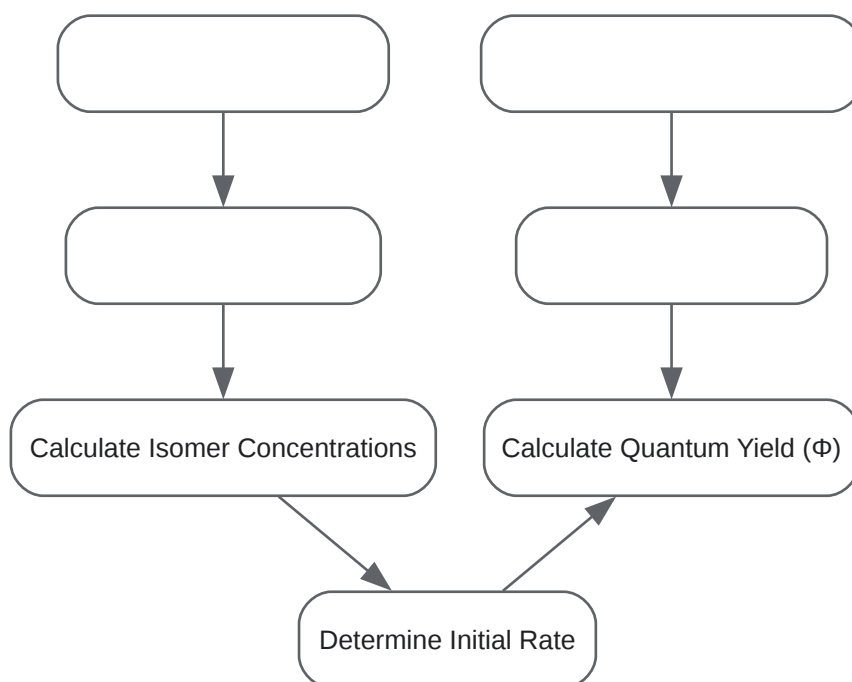 Calculate Isomer Concentrations
Calculate Quantum Yield (Φ)
Determine Initial Rate